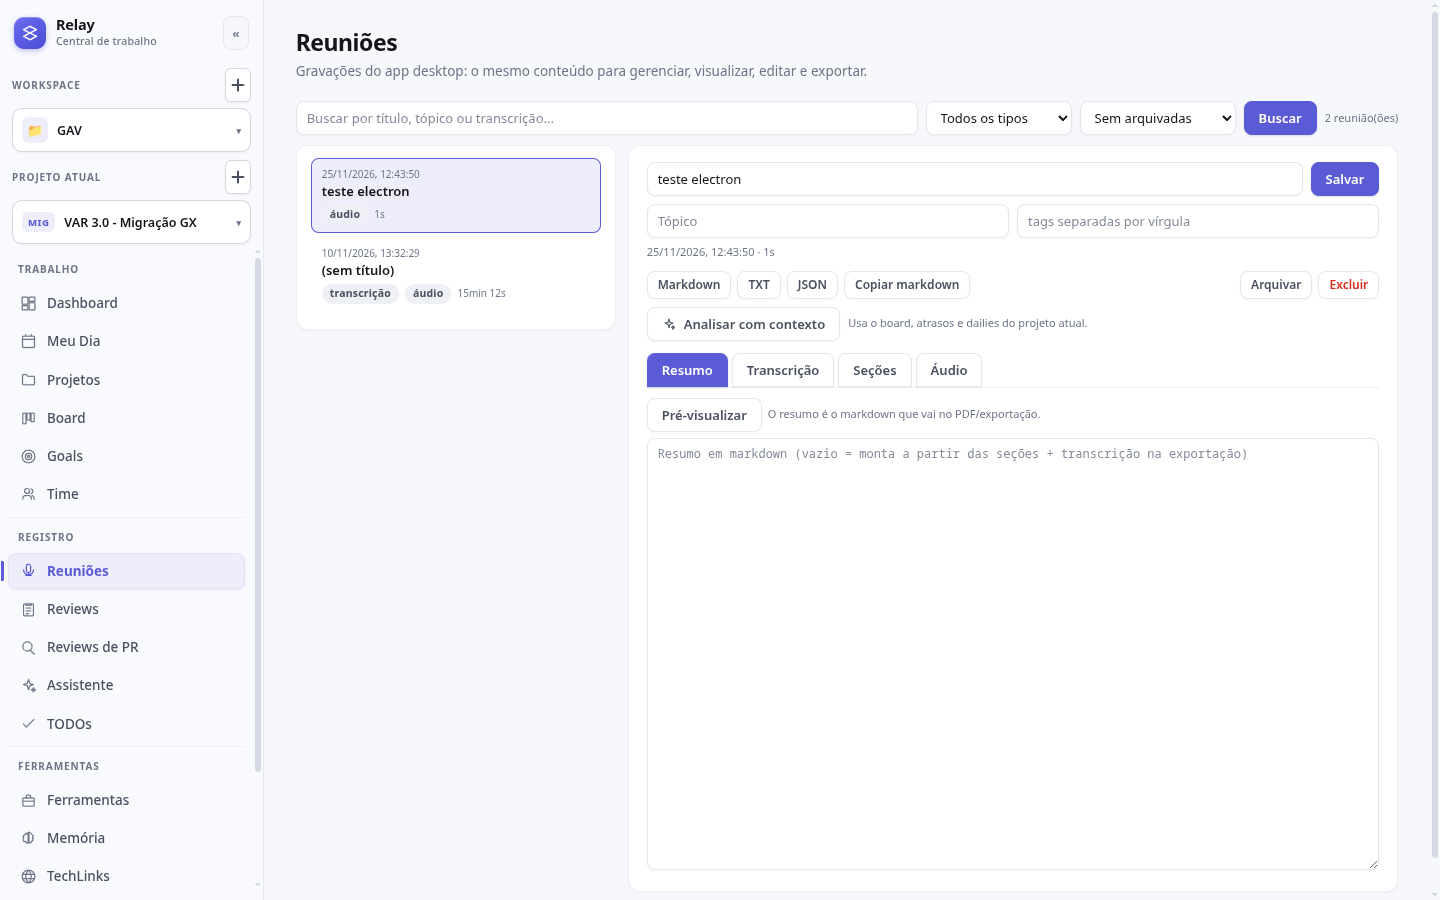 Relay
Central de trabalho
«
WORKSPACE
GAV
PROJETO ATUAL
MIG VAR 3.0 - Migração GX
TRABALHO
Dashboard
Meu Dia
Projetos
Board
Goals
Time
REGISTRO
Reuniões
Reviews
Reviews de PR
Assistente
TODOs
FERRAMENTAS
Ferramentas
Memória
TechLinks
Reuniões
Gravações do app desktop: o mesmo conteúdo para gerenciar, visualizar, editar e exportar.
Buscar por título, tópico ou transcrição... Todos os tipos Sem arquivadas Buscar 2 reunião(ões)
25/11/2026, 12:43:50
teste electron
áudio 1s
10/11/2026, 13:32:29
(sem título)
transcrição áudio 15min 12s
teste electron Salvar
Tópico tags separadas por vírgula
25/11/2026, 12:43:50 · 1s
Markdown TXT JSON Copiar markdown Arquivar Excluir
Analisar com contexto Usa o board, atrasos e dailies do projeto atual.
Resumo Transcrição Seções Áudio
Pré-visualizar O resumo é o markdown que vai no PDF/exportação.
Resumo em markdown (vazio = monta a partir das seções + transcrição na exportação)